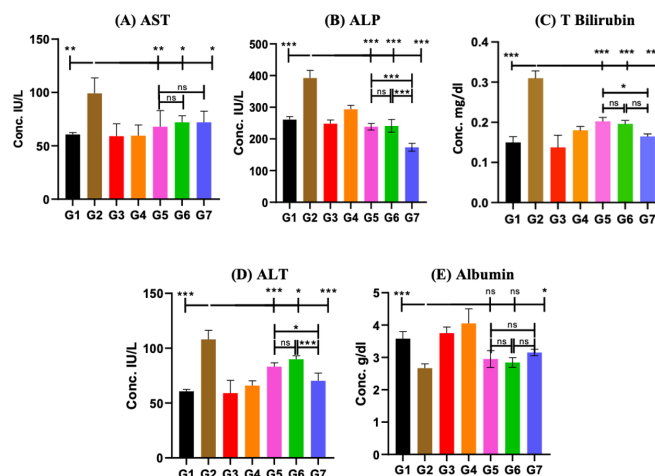 (A) AST
(B) ALP
(C) T Bilirubin
** ** * *
*** *** *** ***
*** *** *** **
ns
ns
***
ns ***
*
ns ns
Conc. IU/L
150
100
50
0
G1 G2 G3 G4 G5 G6 G7
Conc. IU/L
500
400
300
200
100
0
G1 G2 G3 G4 G5 G6 G7
Conc. mg/dl
0.4
0.3
0.2
0.1
0.0
G1 G2 G3 G4 G5 G6 G7
(D) ALT
(E) Albumin
*** *** * ***
*** ns ns *
*
ns ***
ns
ns ns
Conc. IU/L
150
100
50
0
G1 G2 G3 G4 G5 G6 G7
Conc. g/dl
5
4
3
2
1
0
G1 G2 G3 G4 G5 G6 G7